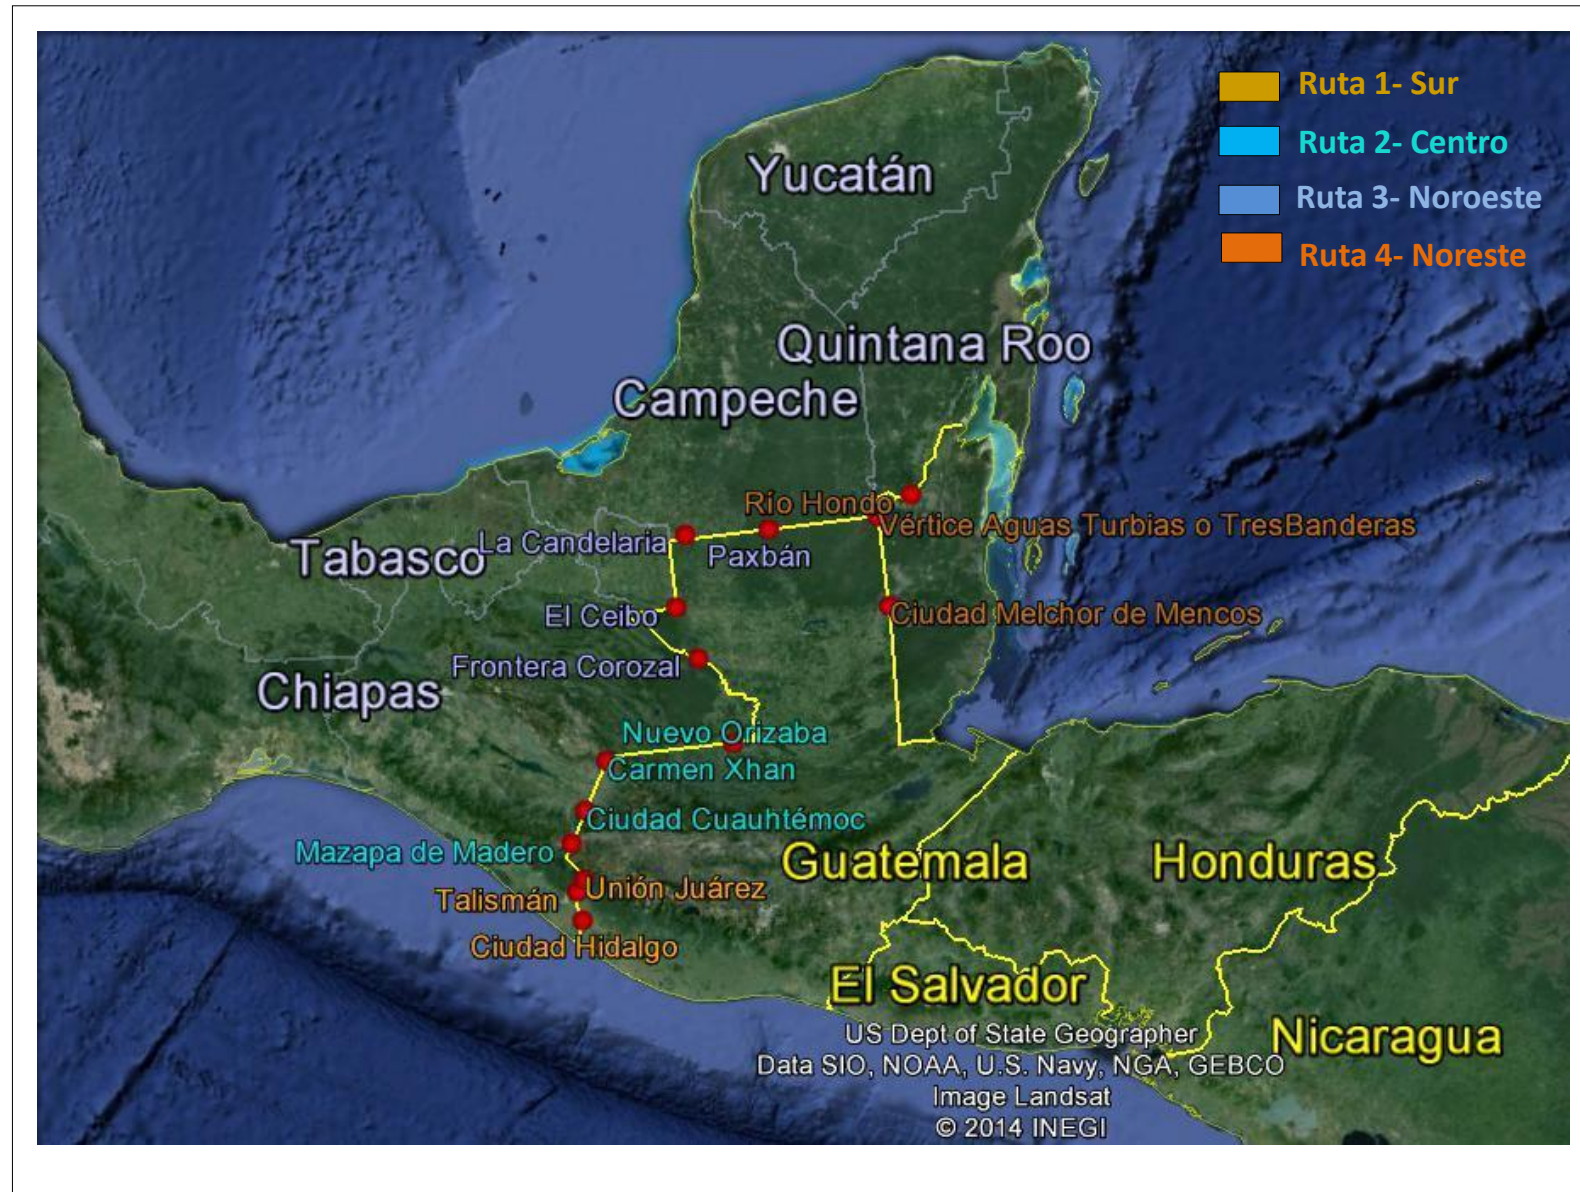 Ruta 1- Sur
Ruta 2- Centro
Ruta 3- Noroeste
Ruta 4- Noreste
Yucatán
Quintana Roo
Campeche
Río Hondo
Vértice Aguas Turbias o TresBanderas
La Candelaria
Tabasco
Paxbán
El Ceibo
Ciudad Melchor de Mencos
Frontera Corozal
Chiapas
Nuevo Orizaba
Carmen Xhan
Ciudad Cuauhtémoc
Mazapa de Madero
Guatemala
Honduras
Unión Juárez
Talismán
Ciudad Hidalgo
El Salvador
Nicaragua
US Dept of State Geographer
Data SIO, NOAA, U.S. Navy, NGA, GEBCO
Image Landsat
© 2014 INEGI